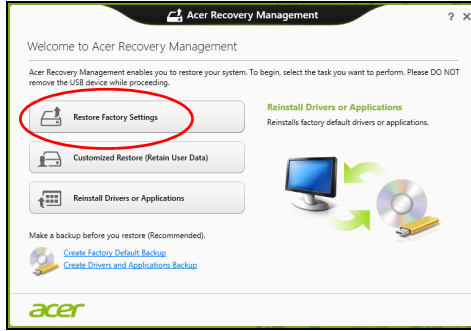 Acer Recovery Management
? X
Welcome to Acer Recovery Management
Acer Recovery Management enables you to restore your system. To begin, select the task you want to perform. Please DO NOT
remove the USB device while proceeding.
Restore Factory Settings
Customized Restore (Retain User Data)
Reinstall Drivers or Applications
Reinstall Drivers or Applications
Reinstalls factory default drivers or applications.
Make a backup before you restore (Recommended).
Create Factory Default Backup
Create Drivers and Applications Backup
acer